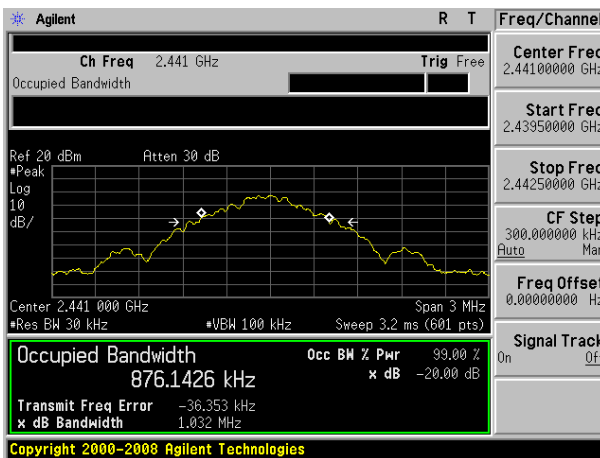 Agilent R T Freq/Channel
Ch Freq 2.441 GHz Trig Free
Occupied Bandwidth
Center Freq
2.44100000 GHz
Start Freq
2.43950000 GHz
Stop Freq
2.44250000 GHz
CF Step
300.000000 kHz
Auto Man
Freq Offset
0.00000000 Hz
Signal Track
On Off
Ref 20 dBm Atten 30 dB
#Peak
Log
10
dB/
Center 2.441 000 GHz Span 3 MHz
#Res BW 30 kHz #VBW 100 kHz Sweep 3.2 ms (601 pts)
Occupied Bandwidth Occ BW % Pwr 99.00 %
876.1426 kHz x dB -20.00 dB
Transmit Freq Error -36.353 kHz
x dB Bandwidth 1.032 MHz
Copyright 2000-2008 Agilent Technologies